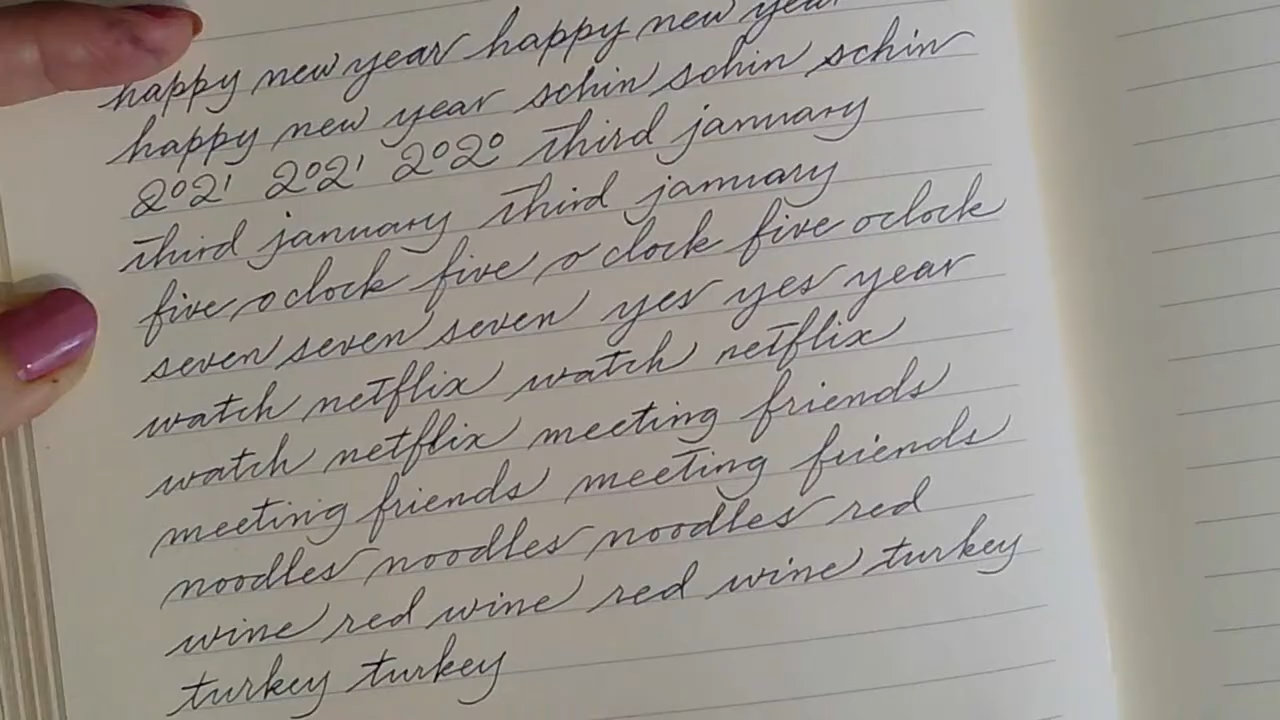 happy new year happy new year
happy new year schin schin schin
2021 2021 2020 third january
third january third january
five oclock five o clock five oclock
seven seven seven yes yes year
watch netflix watch netflix
watch netflix meeting friends
meeting friends meeting friends
noodles noodles noodles red
wine red wine red wine turkey
turkey turkey